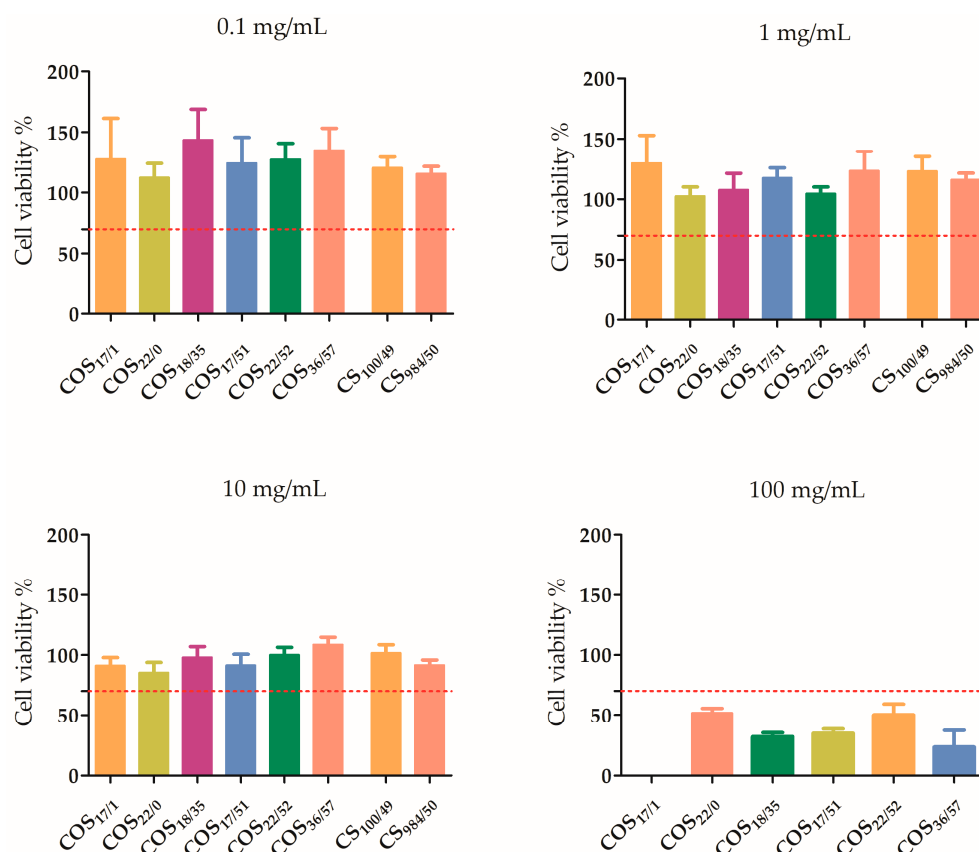 0.1 mg/mL
Cell viability %
200
150
100
50
0
COS17/1 COS22/0 COS18/35 COS17/51 COS22/52 COS36/57 CS100/49 CS984/50
1 mg/mL
Cell viability %
200
150
100
50
0
COS17/1 COS22/0 COS18/35 COS17/51 COS22/52 COS36/57 CS100/49 CS984/50
10 mg/mL
Cell viability %
200
150
100
50
0
COS17/1 COS22/0 COS18/35 COS17/51 COS22/52 COS36/57 CS100/49 CS984/50
100 mg/mL
Cell viability %
200
150
100
50
0
COS17/1 COS22/0 COS18/35 COS17/51 COS22/52 COS36/57